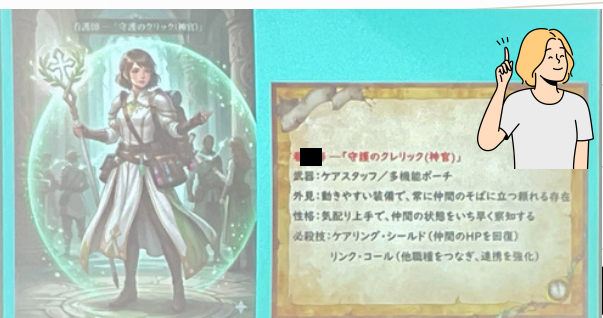 看護師 ―「守護のクリック(神官)」
―「守護のクレリック(神官)」
武器：ケアスタッフ／多機能ポーチ
外見：動きやすい装備で、常に仲間のそばに立つ頼れる存在
性格：気配り上手で、仲間の状態をいち早く察知する
必殺技：ケアリング・シールド（仲間のHPを回復）
リンク・コール（他職種をつなぎ、連携を強化）